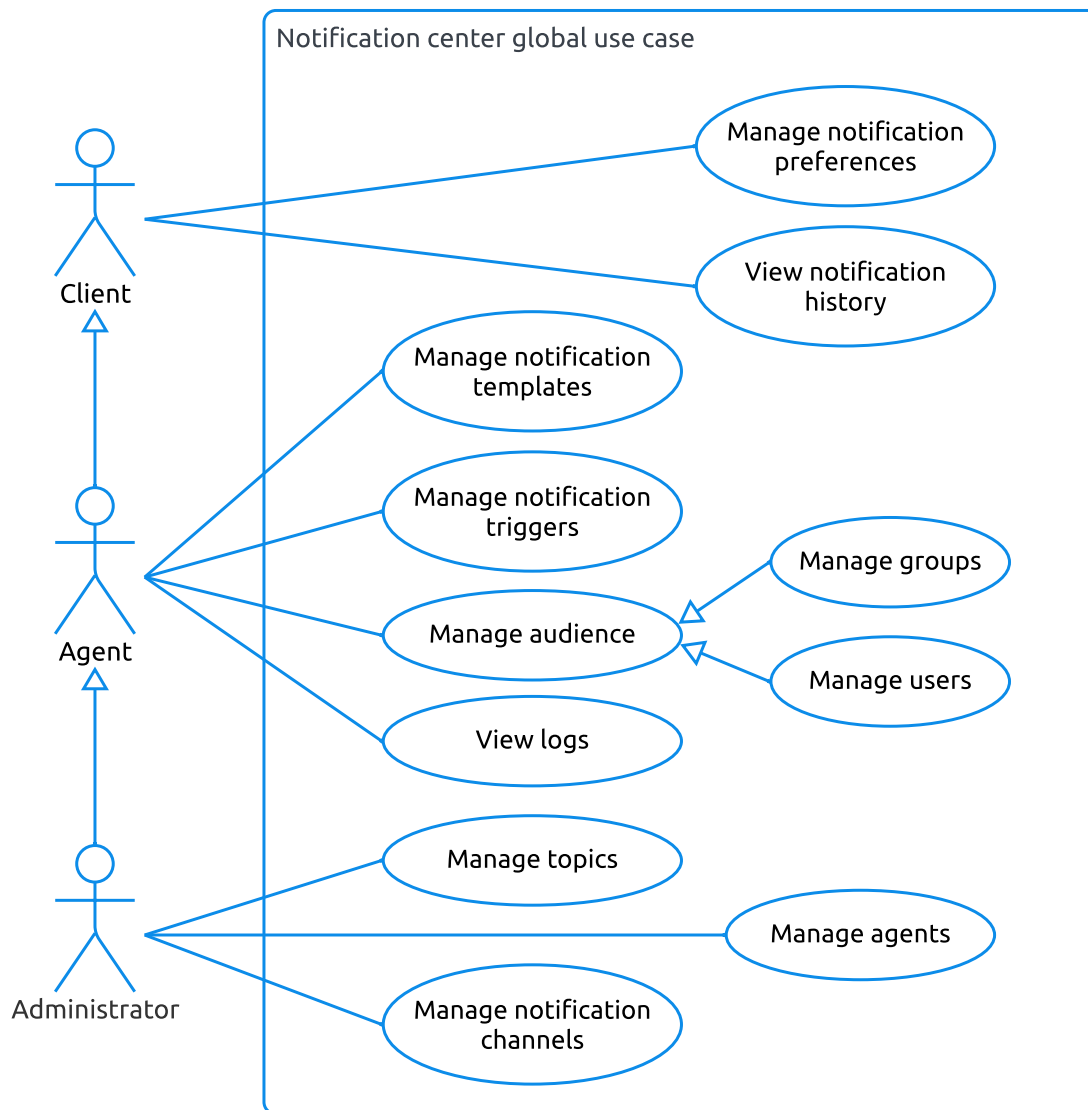 Notification center global use case
Manage notification
preferences
View notification
history
Client
Manage notification
templates
Manage notification
triggers
Manage groups
Manage audience
Agent
Manage users
View logs
Manage topics
Manage agents
Administrator
Manage notification
channels